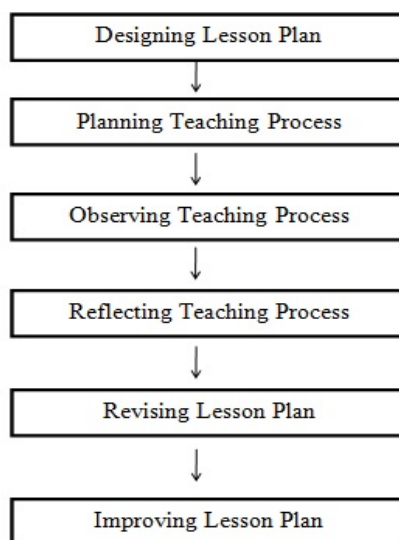 Designing Lesson Plan
Planning Teaching Process
Observing Teaching Process
Reflecting Teaching Process
Revising Lesson Plan
Improving Lesson Plan